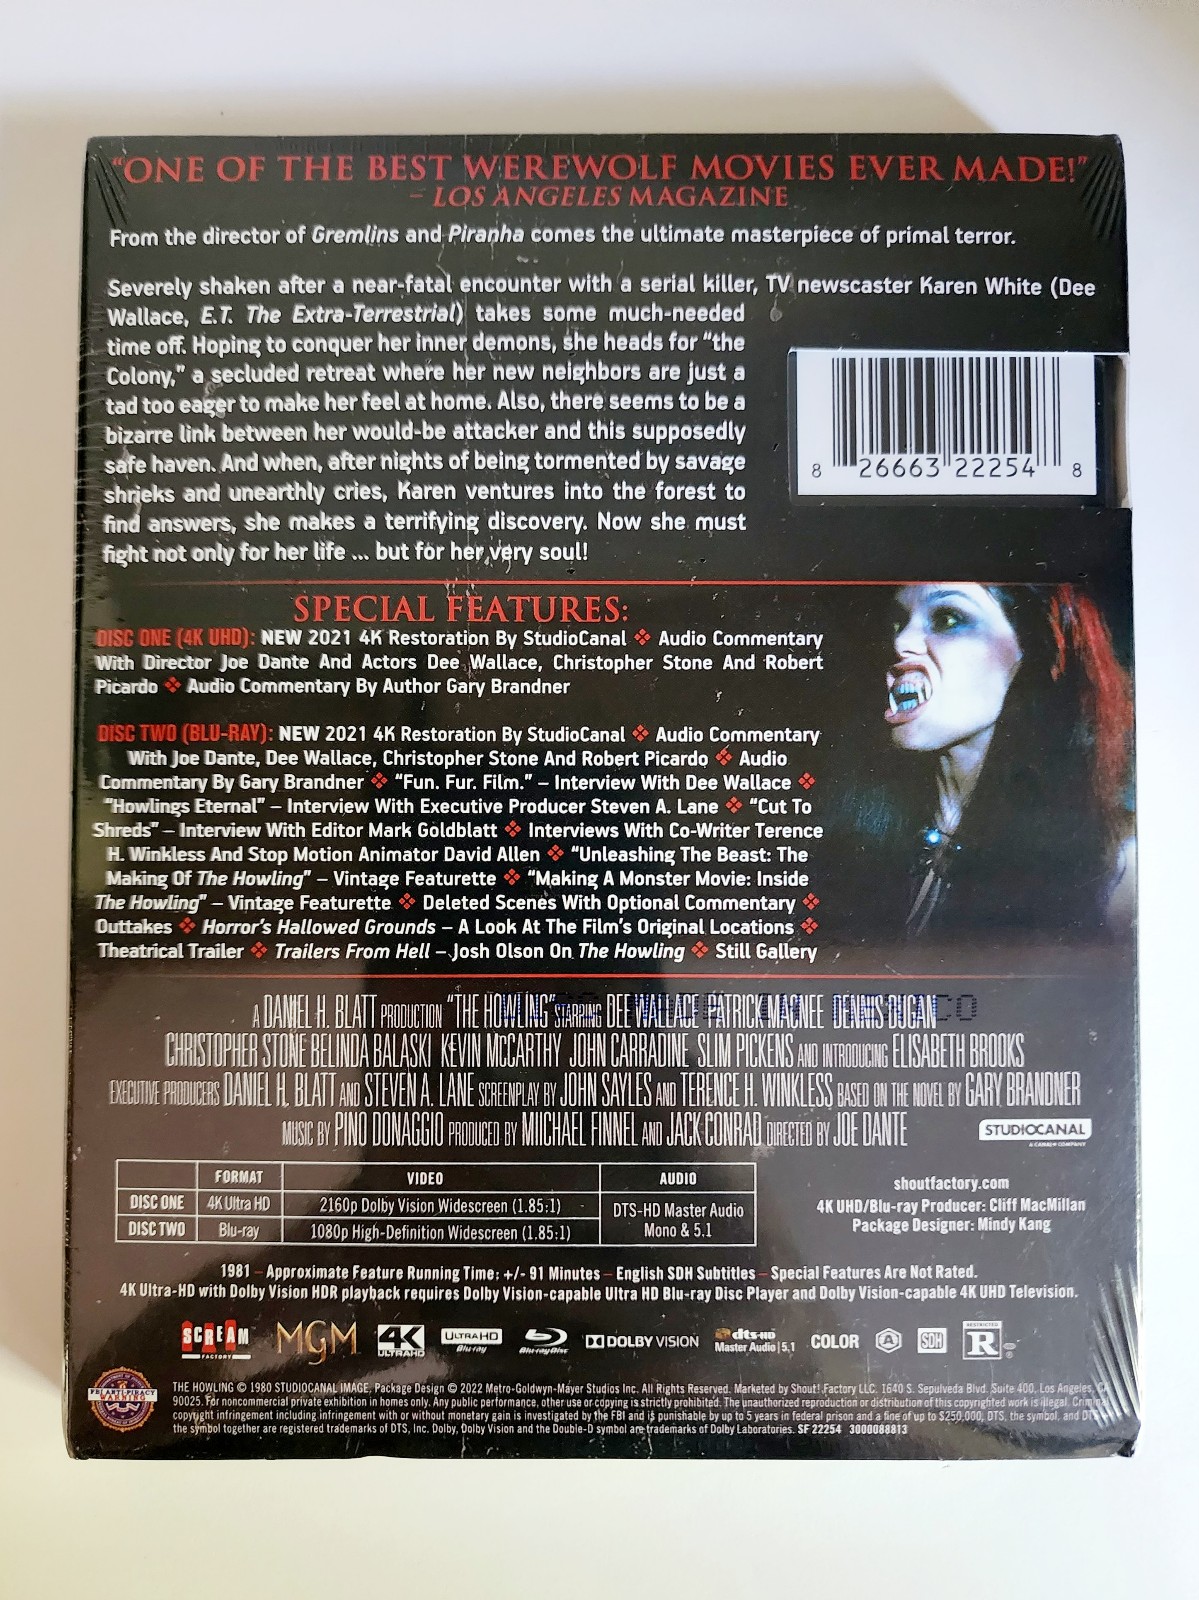 “ONE OF THE BEST WEREWOLF MOVIES EVER MADE!”
– LOS ANGELES MAGAZINE
From the director of Gremlins and Piranha comes the ultimate masterpiece of primal terror.
Severely shaken after a near-fatal encounter with a serial killer, TV newscaster Karen White (Dee
Wallace, E.T. The Extra-Terrestrial) takes some much-needed
time off. Hoping to conquer her inner demons, she heads for “the
Colony,” a secluded retreat where her new neighbors are just a
tad too eager to make her feel at home. Also, there seems to be a
bizarre link between her would-be attacker and this supposedly
safe haven. And when, after nights of being tormented by savage
shrieks and unearthly cries, Karen ventures into the forest to
find answers, she makes a terrifying discovery. Now she must
fight not only for her life ... but for her very soul!
8 26663 22254 8
SPECIAL FEATURES:
DISC ONE (4K UHD): NEW 2021 4K Restoration By StudioCanal ❖ Audio Commentary
With Director Joe Dante And Actors Dee Wallace, Christopher Stone And Robert
Picardo ❖ Audio Commentary By Author Gary Brandner
DISC TWO (BLU-RAY): NEW 2021 4K Restoration By StudioCanal ❖ Audio Commentary
With Joe Dante, Dee Wallace, Christopher Stone And Robert Picardo ❖ Audio
Commentary By Gary Brandner ❖ “Fun. Fur. Film.” – Interview With Dee Wallace ❖
“Howlings Eternal” – Interview With Executive Producer Steven A. Lane ❖ “Cut To
Shreds” – Interview With Editor Mark Goldblatt ❖ Interviews With Co-Writer Terence
H. Winkless And Stop Motion Animator David Allen ❖ “Unleashing The Beast: The
Making Of The Howling” – Vintage Featurette ❖ “Making A Monster Movie: Inside
The Howling” – Vintage Featurette ❖ Deleted Scenes With Optional Commentary ❖
Outtakes ❖ Horror’s Hallowed Grounds – A Look At The Film’s Original Locations ❖
Theatrical Trailer ❖ Trailers From Hell – Josh Olson On The Howling ❖ Still Gallery
A DANIEL H. BLATT PRODUCTION “THE HOWLING” STARRING DEE WALLACE PATRICK MACNEE DENNIS DUGAN
CHRISTOPHER STONE BELINDA BALASKI KEVIN McCARTHY JOHN CARRADINE SLIM PICKENS AND INTRODUCING ELISABETH BROOKS
EXECUTIVE PRODUCERS DANIEL H. BLATT AND STEVEN A. LANE SCREENPLAY BY JOHN SAYLES AND TERENCE H. WINKLESS BASED ON THE NOVEL BY GARY BRANDNER
MUSIC BY PINO DONAGGIO PRODUCED BY MIICHAEL FINNEL AND JACK CONRAD DIRECTED BY JOE DANTE
STUDIOCANAL
A CANAL+ COMPANY
FORMAT VIDEO AUDIO
DISC ONE 4K Ultra HD 2160p Dolby Vision Widescreen (1.85:1) DTS-HD Master Audio
DISC TWO Blu-ray 1080p High-Definition Widescreen (1.85:1) Mono & 5.1
shoutfactory.com
4K UHD/Blu-ray Producer: Cliff MacMillan
Package Designer: Mindy Kang
1981 – Approximate Feature Running Time: +/- 91 Minutes – English SDH Subtitles – Special Features Are Not Rated.
4K Ultra-HD with Dolby Vision HDR playback requires Dolby Vision-capable Ultra HD Blu-ray Disc Player and Dolby Vision-capable 4K UHD Television.
SCREAM FACTORY MGM 4K ULTRAHD ULTRA HD Blu-ray Blu-ray Disc DOLBY VISION dts-HD Master Audio | 5.1 COLOR A SDH RESTRICTED R
FBI ANTI-PIRACY WARNING
THE HOWLING © 1980 STUDIOCANAL IMAGE. Package Design © 2022 Metro-Goldwyn-Mayer Studios Inc. All Rights Reserved. Marketed by Shout! Factory LLC. 1640 S. Sepulveda Blvd. Suite 400, Los Angeles, CA
90025. For noncommercial private exhibition in homes only. Any public performance, other use or copying is strictly prohibited. The unauthorized reproduction or distribution of this copyrighted work is illegal. Criminal
copyright infringement including infringement with or without monetary gain is investigated by the FBI and is punishable by up to 5 years in federal prison and a fine of up to $250,000. DTS, the symbol, and DTS
the symbol together are registered trademarks of DTS, Inc. Dolby, Dolby Vision and the Double-D symbol are trademarks of Dolby Laboratories. SF 22254 3000088813